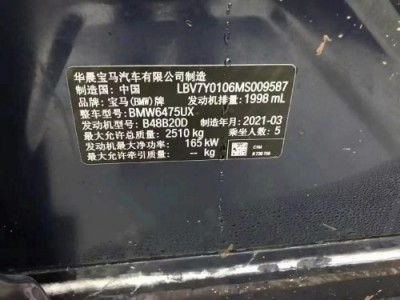 华晨宝马汽车有限公司制造
制造国：中国 LBV7Y0106MS009587
品牌：宝马(BMW)牌 发动机排量：1998 mL
整车型号：BMW6475UX
发动机型号：B48B20D 制造年月：2021-03
最大允许总质量：2510 kg 乘坐人数：5
发动机最大净功率： 165 kW
最大允许牵引质量： - kg